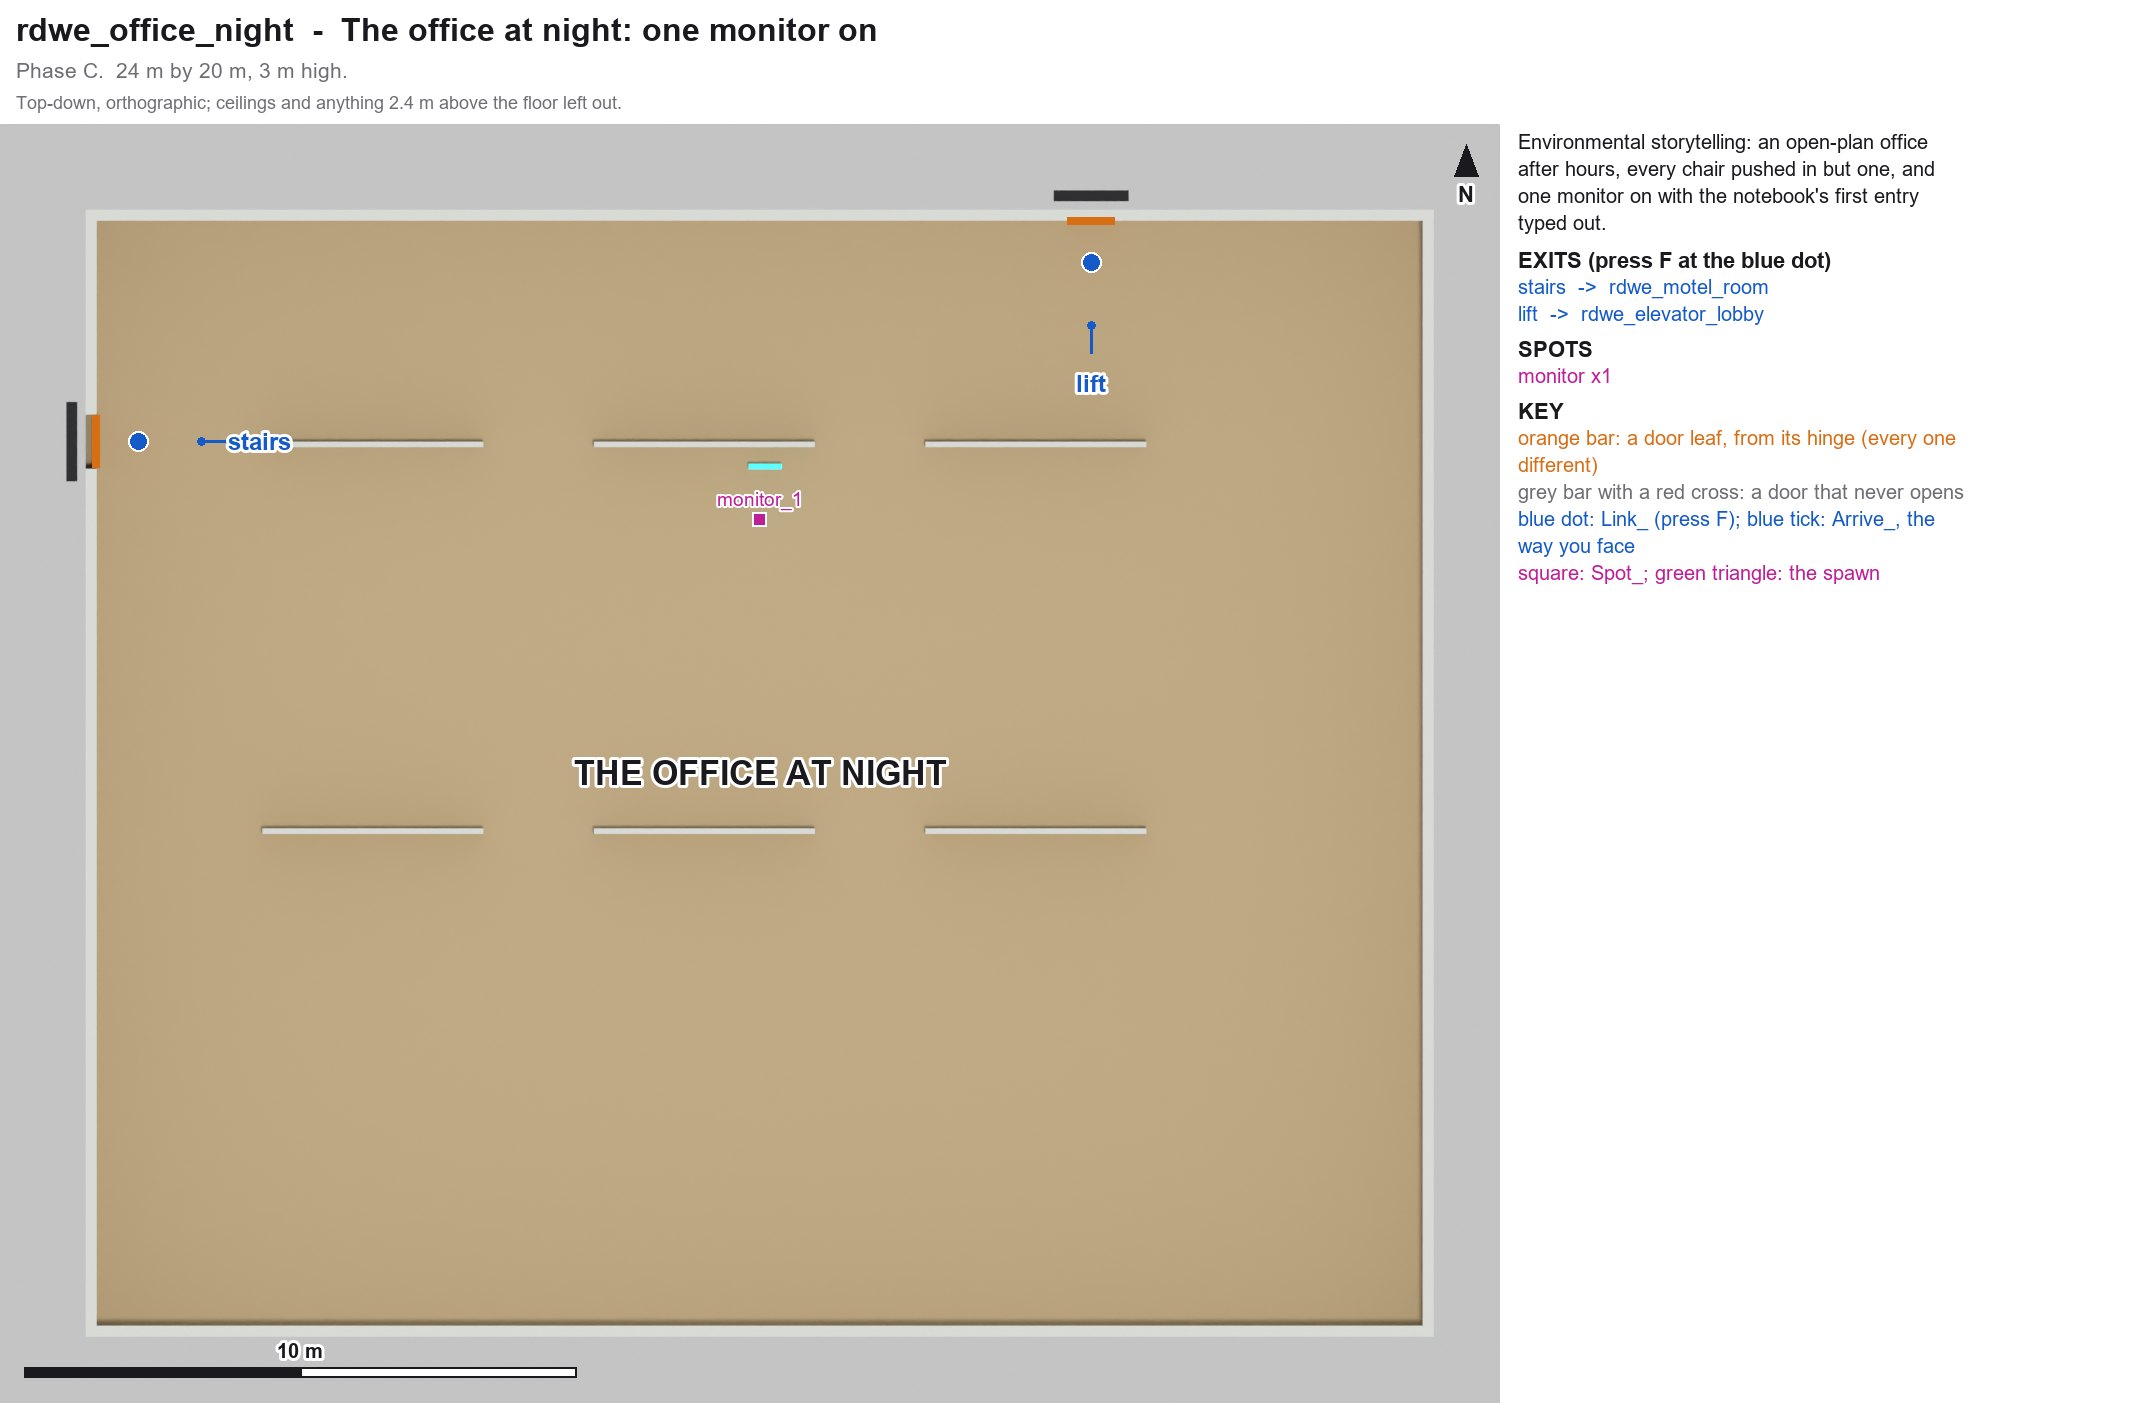 rdwe_office_night - The office at night: one monitor on
Phase C. 24 m by 20 m, 3 m high.
Top-down, orthographic; ceilings and anything 2.4 m above the floor left out.
N
lift
stairs
monitor_1
THE OFFICE AT NIGHT
10 m
Environmental storytelling: an open-plan office
after hours, every chair pushed in but one, and
one monitor on with the notebook's first entry
typed out.
EXITS (press F at the blue dot)
stairs -> rdwe_motel_room
lift -> rdwe_elevator_lobby
SPOTS
monitor x1
KEY
orange bar: a door leaf, from its hinge (every one
different)
grey bar with a red cross: a door that never opens
blue dot: Link_ (press F); blue tick: Arrive_, the
way you face
square: Spot_; green triangle: the spawn